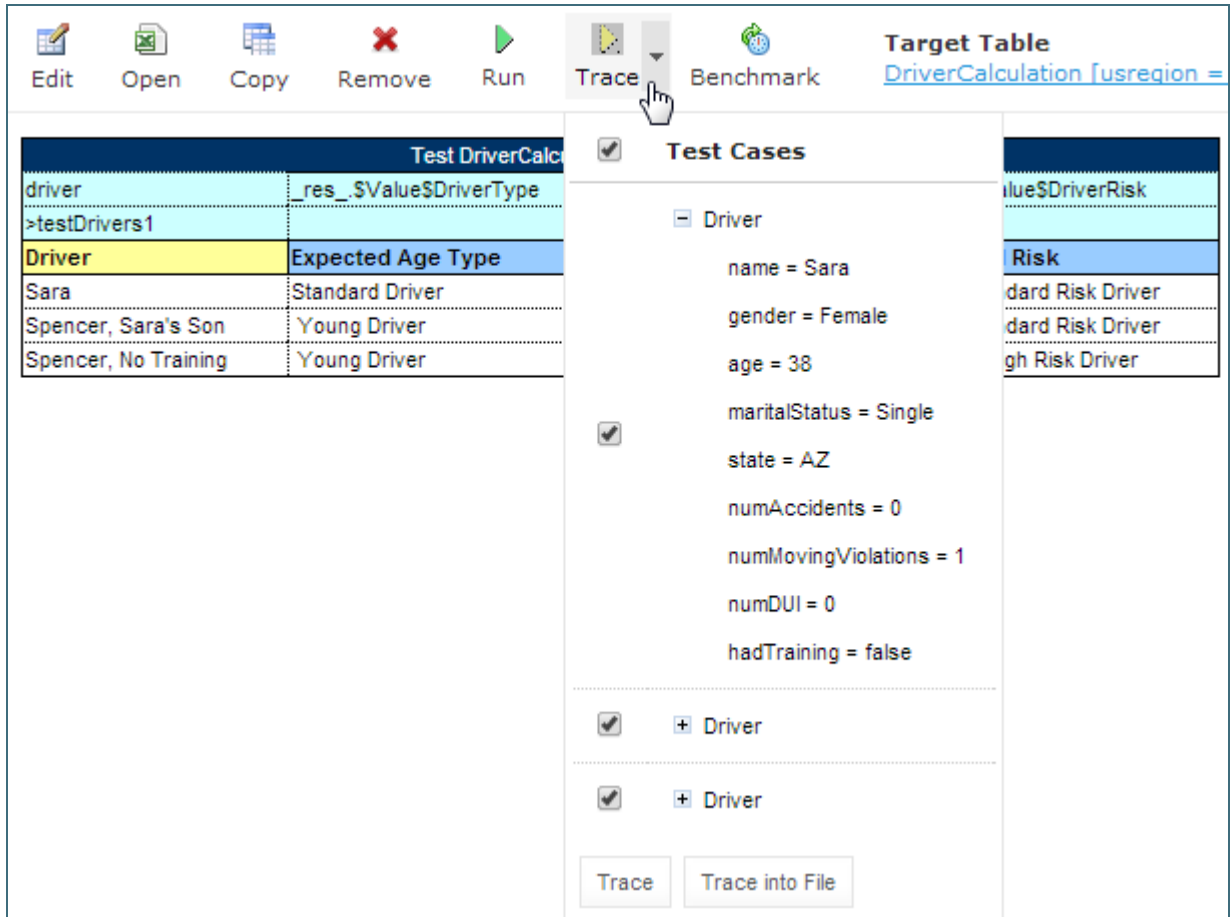 Edit Open Copy Remove Run Trace Benchmark
Target Table
DriverCalculation [usregion =
Test DriverCalc
driver _res_.$Value$DriverType alue$DriverRisk
>testDrivers1
Driver Expected Age Type Risk
Sara Standard Driver dard Risk Driver
Spencer, Sara's Son Young Driver dard Risk Driver
Spencer, No Training Young Driver gh Risk Driver
Test Cases
Driver
name = Sara
gender = Female
age = 38
maritalStatus = Single
state = AZ
numAccidents = 0
numMovingViolations = 1
numDUI = 0
hadTraining = false
Driver
Driver
Trace Trace into File